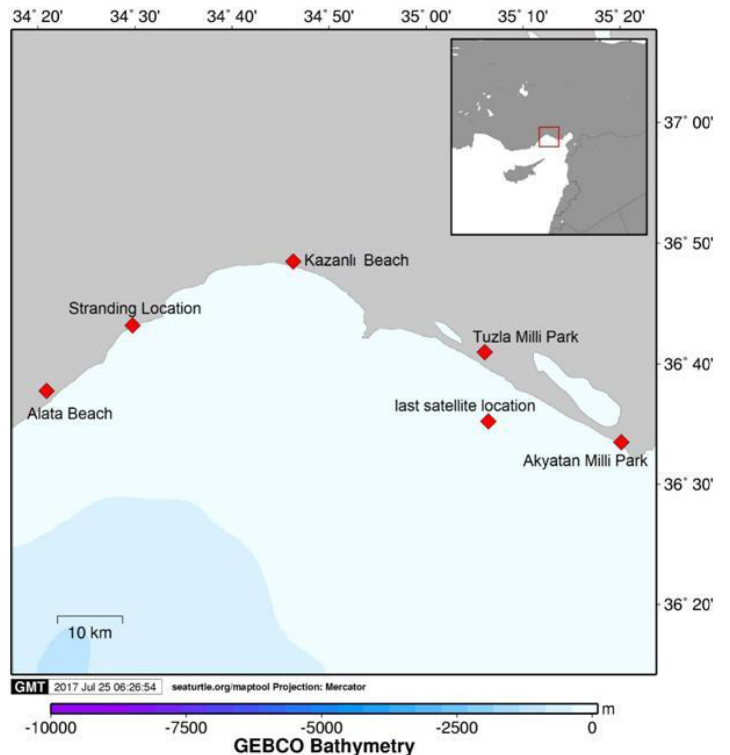 34° 20' 34° 30' 34° 40' 34° 50' 35° 00' 35° 10' 35° 20'
37° 00'
36° 50'
Kazanlı Beach
Stranding Location
Tuzla Milli Park
36° 40'
last satellite location
Alata Beach
Akyatan Milli Park
36° 30'
36° 20'
10 km
GMT 2017 Jul 25 06:26:54 seaturtle.org/maptool Projection: Mercator
m
-10000 -7500 -5000 -2500 0
GEBCO Bathymetry